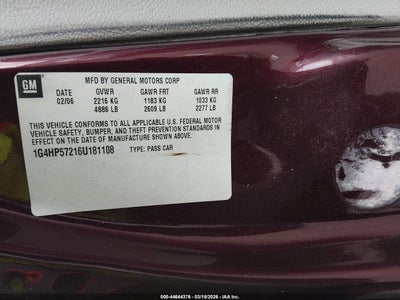 GM
MFD BY GENERAL MOTORS CORP
DATE GVWR GAWR FRT GAWR RR
02/06 2216 KG 1183 KG 1033 KG
4886 LB 2609 LB 2277 LB
THIS VEHICLE CONFORMS TO ALL APPLICABLE U.S. FEDERAL MOTOR
VEHICLE SAFETY, BUMPER, AND THEFT PREVENTION STANDARDS IN
EFFECT ON THE DATE OF MANUFACTURE SHOWN ABOVE.
1G4HP57216U181108 TYPE: PASS CAR
000-44644376 - 03/18/2026 - IAA Inc.